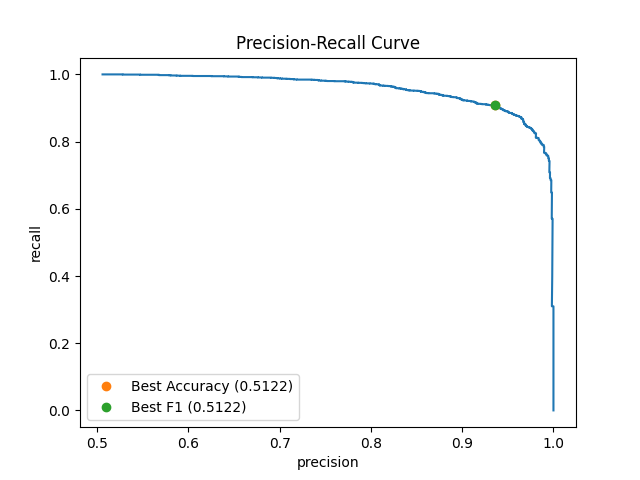 Precision-Recall Curve
1.0
0.8
0.6
0.4
0.2
0.0
recall
Best Accuracy (0.5122)
Best F1 (0.5122)
0.5 0.6 0.7 0.8 0.9 1.0
precision